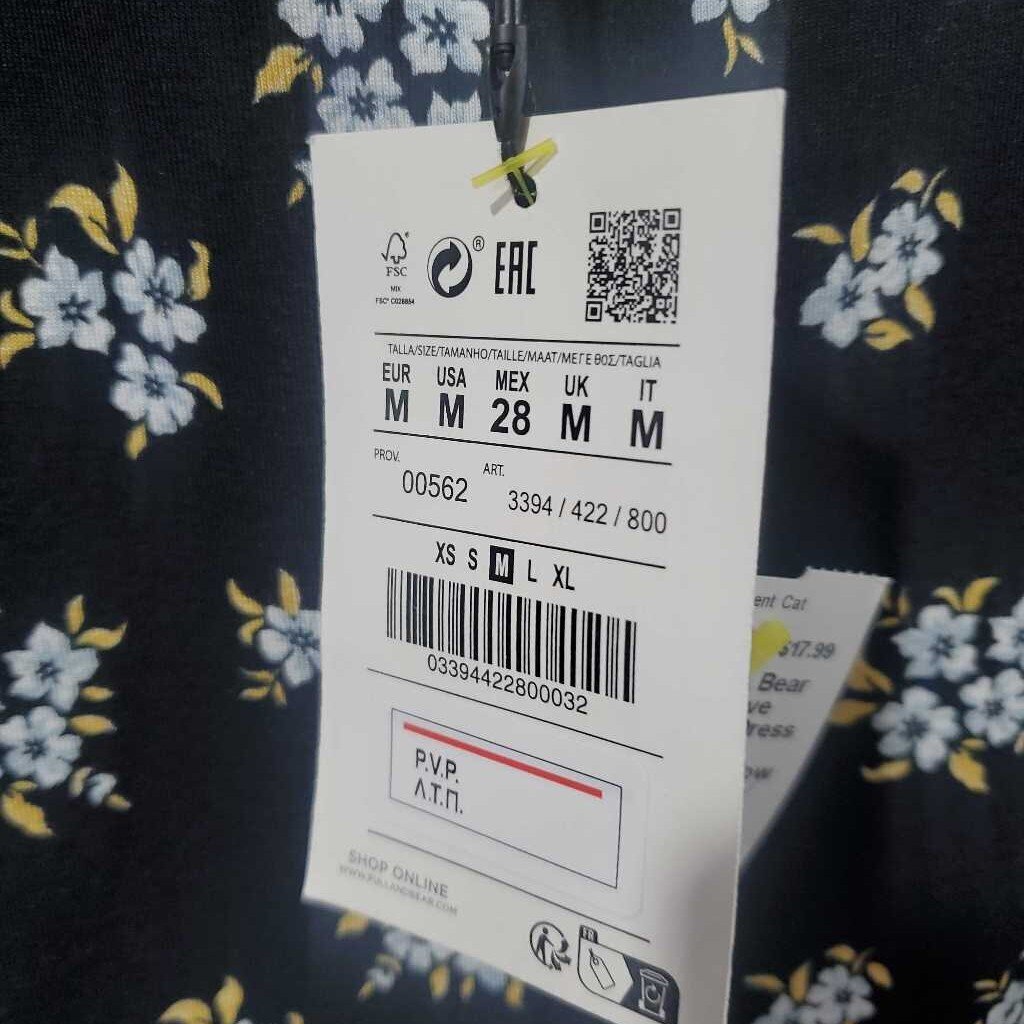 FSC®
MIX
FSC® C028864
®
EAC
TALLA/SIZE/TAMANHO/TAILLE/MAAT/ΜΕΓΕΘΟΣ/TAGLIA
EUR USA MEX UK IT
M M 28 M M
PROV. ART.
00562 3394 / 422 / 800
XS S M L XL
03394422800032
P.V.P.
Λ.Τ.Π.
SHOP ONLINE
WWW.PULLANDBEAR.COM
FR
ent Cat
$17.99
Bear
ve
ress
ow